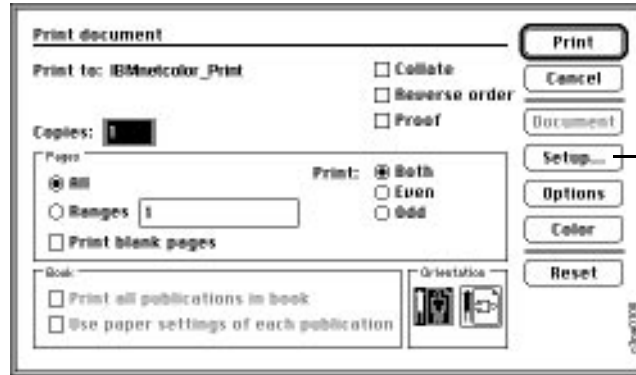 Print document
Print
Print to: IBMnetcolor_Print
Collate
Cancel
Reverse order
Proof
Document
Copies: 1
Setup...
Pages
All
Print:
Both
Even
Odd
Options
Ranges 1
Color
Print blank pages
Book
Orientation
Reset
Print all publications in book
Use paper settings of each publication